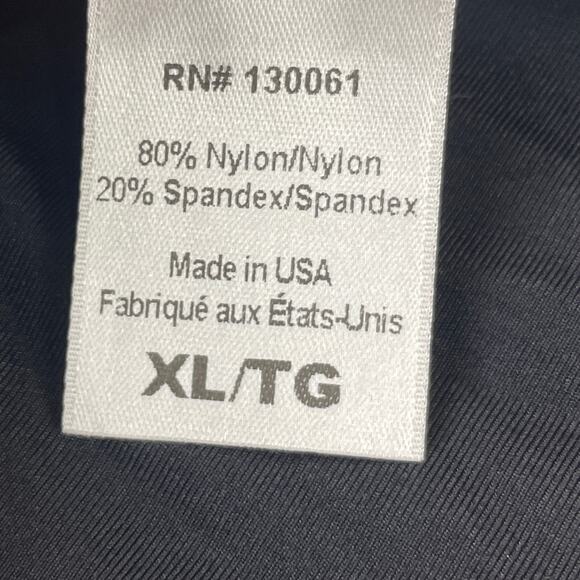 RN# 130061
80% Nylon/Nylon
20% Spandex/Spandex
Made in USA
Fabriqué aux États-Unis
XL/TG